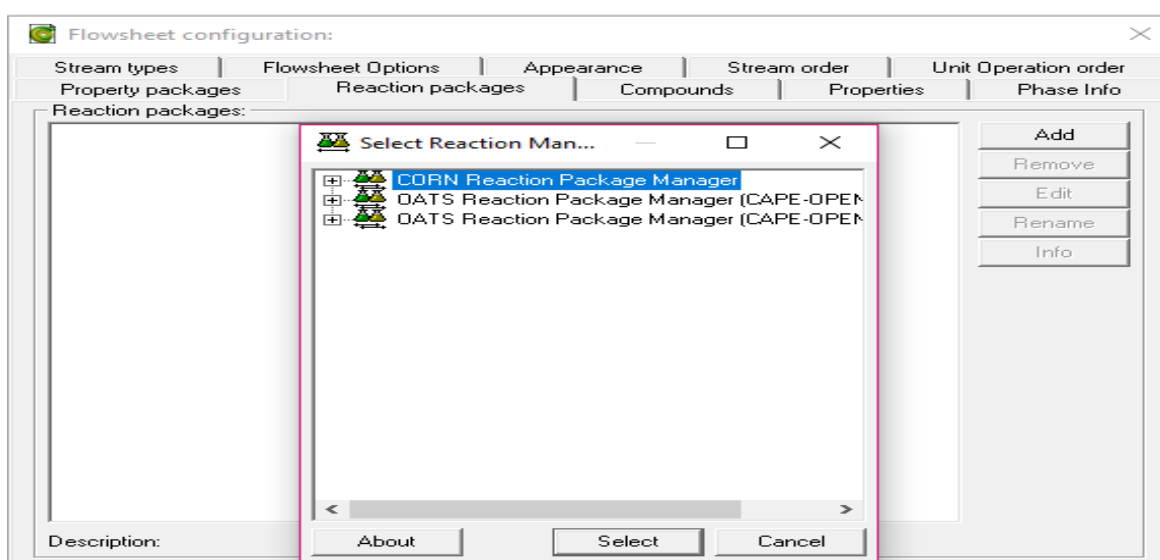 Flowsheet configuration:
Stream types Flowsheet Options Appearance Stream order Unit Operation order
Property packages Reaction packages Compounds Properties Phase Info
Reaction packages:
Add
Remove
Edit
Rename
Info
Select Reaction Man...
CORN Reaction Package Manager
OATS Reaction Package Manager (CAPE-OPEN
OATS Reaction Package Manager (CAPE-OPEN
Description:
About Select Cancel